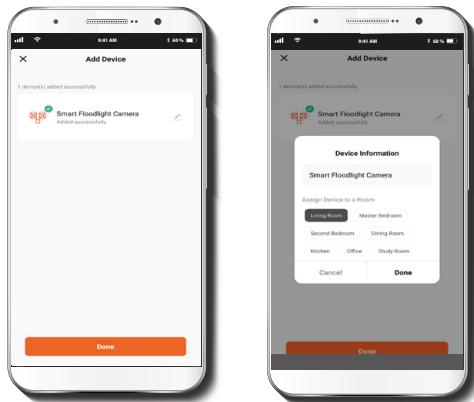 9:41 AM
60%
Add Device
1 device(s) added successfully
Smart Floodlight Camera
Added successfully
Done
9:41 AM
60%
Add Device
1 device(s) added successfully
Smart Floodlight Camera
Added successfully
Device Information
Smart Floodlight Camera
Assign Device to a Room
Living Room Master Bedroom
Second Bedroom Dining Room
Kitchen Office Study Room
Cancel Done
Done